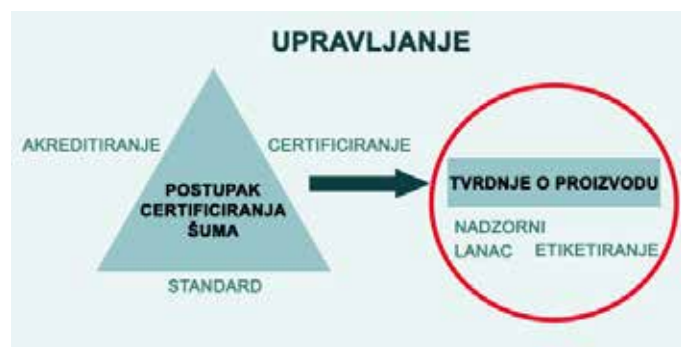 UPRAVLJANJE
AKREDITIRANJE
CERTIFICIRANJE
POSTUPAK
CERTIFICIRANJA
ŠUMA
STANDARD
TVRDNJE O PROIZVODU
NADZORNI
LANAC ETIKETIRANJE